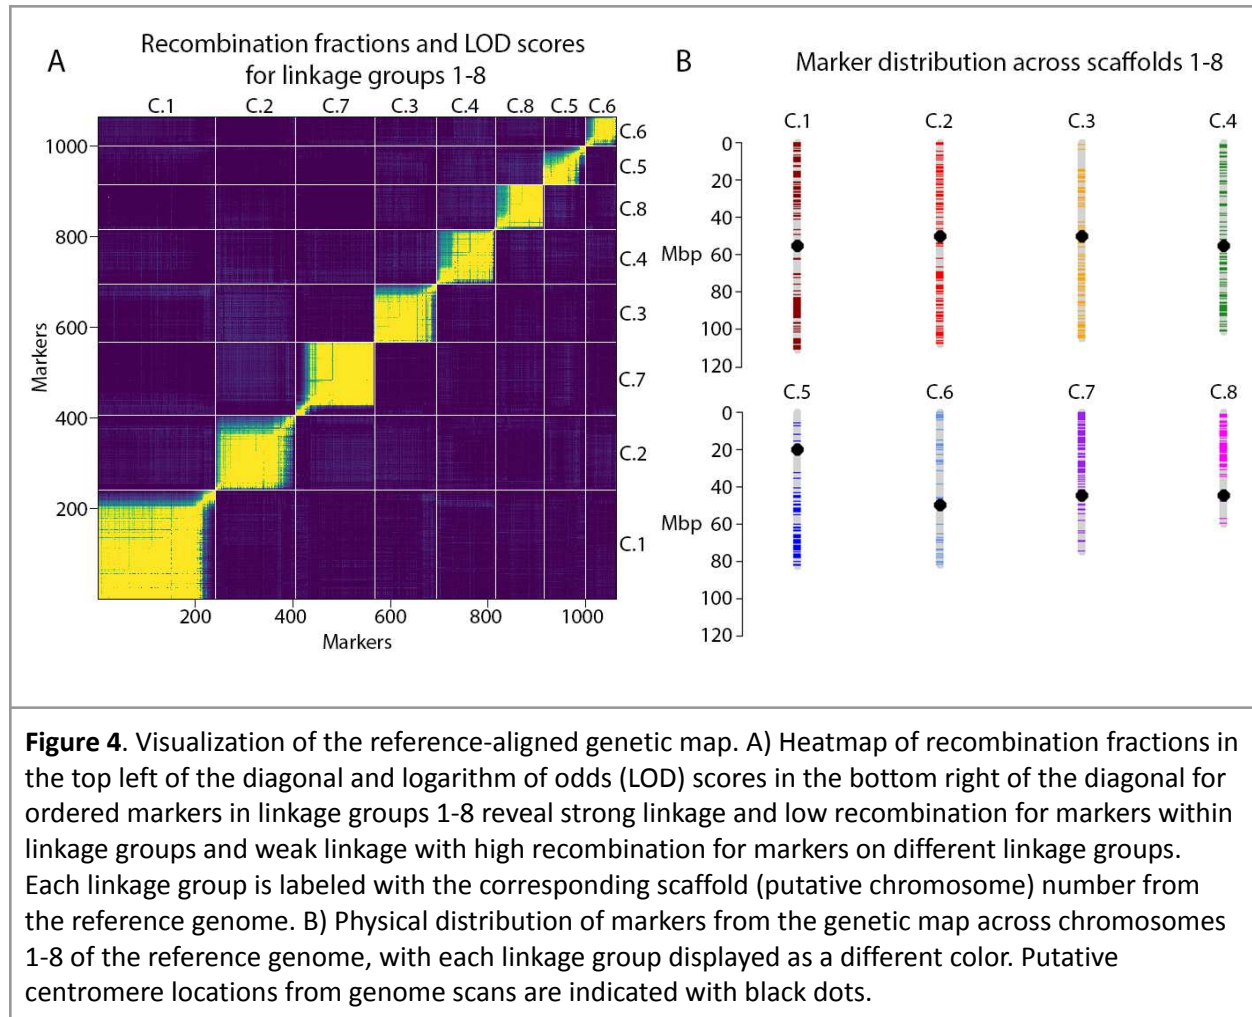 A
Recombination fractions and LOD scores
for linkage groups 1-8
C.1 C.2 C.7 C.3 C.4 C.8 C.5 C.6
1000
800
600
400
200
Markers
C.6
C.5
C.8
C.4
C.3
C.7
C.2
C.1
200 400 600 800 1000
Markers
B
Marker distribution across scaffolds 1-8
C.1 C.2 C.3 C.4
0
20
40
Mbp
60
80
100
120
C.5 C.6 C.7 C.8
0
20
40
Mbp
60
80
100
120
Figure 4. Visualization of the reference-aligned genetic map. A) Heatmap of recombination fractions in
the top left of the diagonal and logarithm of odds (LOD) scores in the bottom right of the diagonal for
ordered markers in linkage groups 1-8 reveal strong linkage and low recombination for markers within
linkage groups and weak linkage with high recombination for markers on different linkage groups.
Each linkage group is labeled with the corresponding scaffold (putative chromosome) number from
the reference genome. B) Physical distribution of markers from the genetic map across chromosomes
1-8 of the reference genome, with each linkage group displayed as a different color. Putative
centromere locations from genome scans are indicated with black dots.